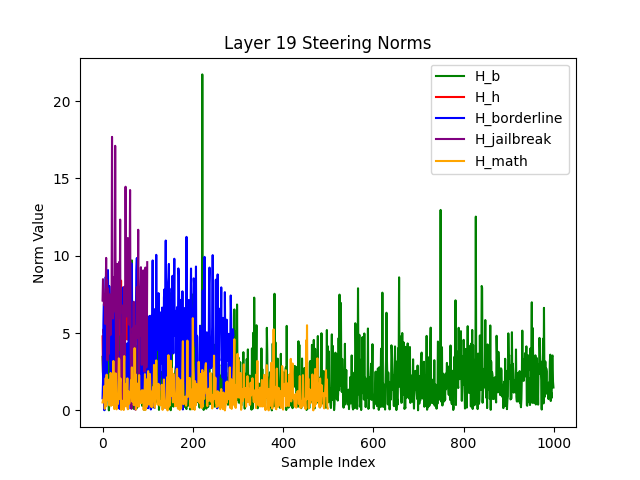 Layer 19 Steering Norms
H_b
H_h
H_borderline
H_jailbreak
H_math
Norm Value
20
15
10
5
0
0
200
400
600
800
1000
Sample Index